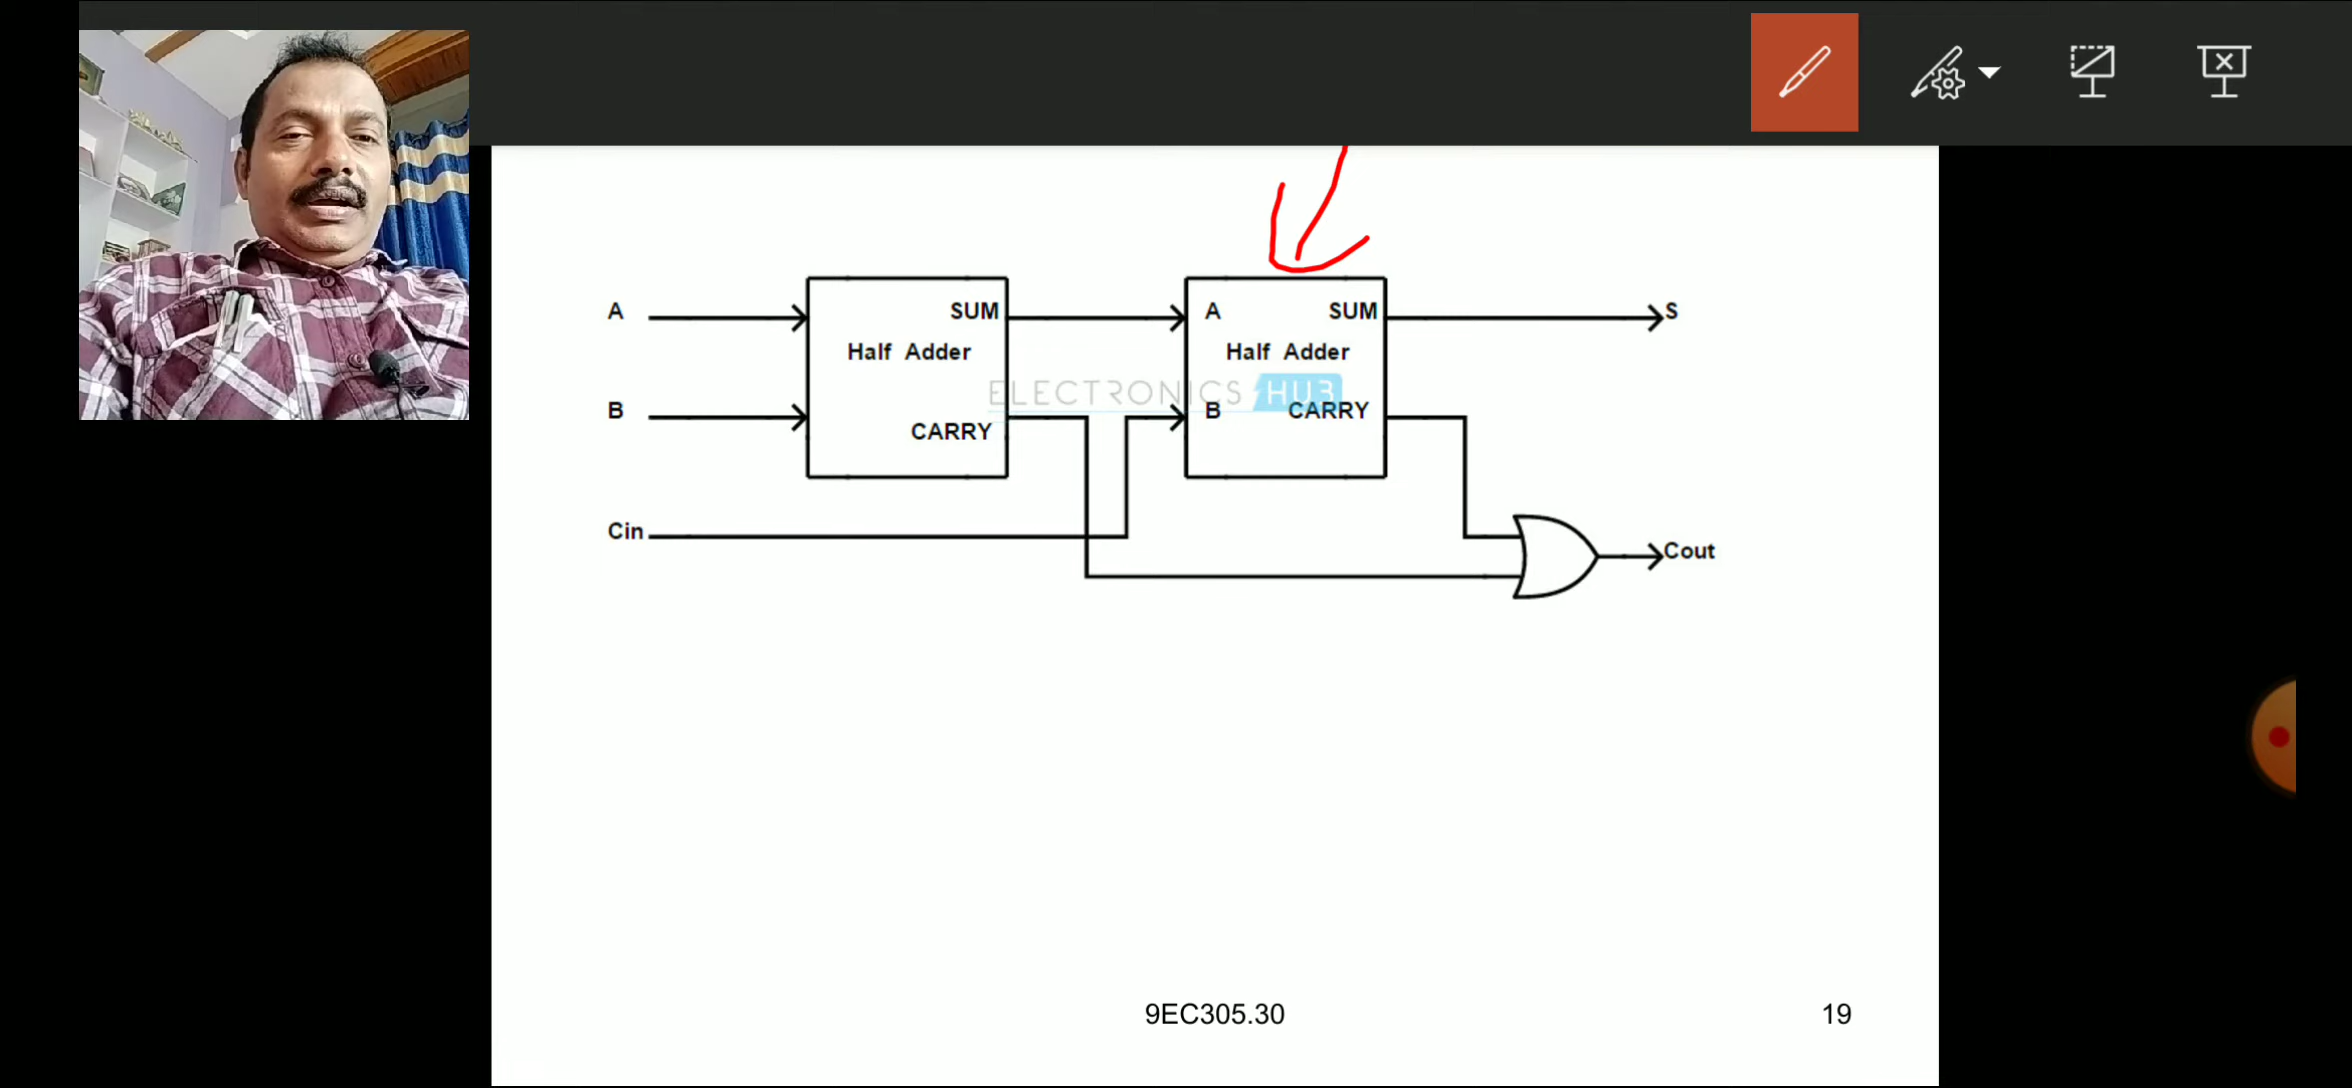 A
SUM
A
SUM
S
Half Adder
Half Adder
ELECTRONICS HUB
B
CARRY
B
CARRY
Cin
Cout
9EC305.30
19